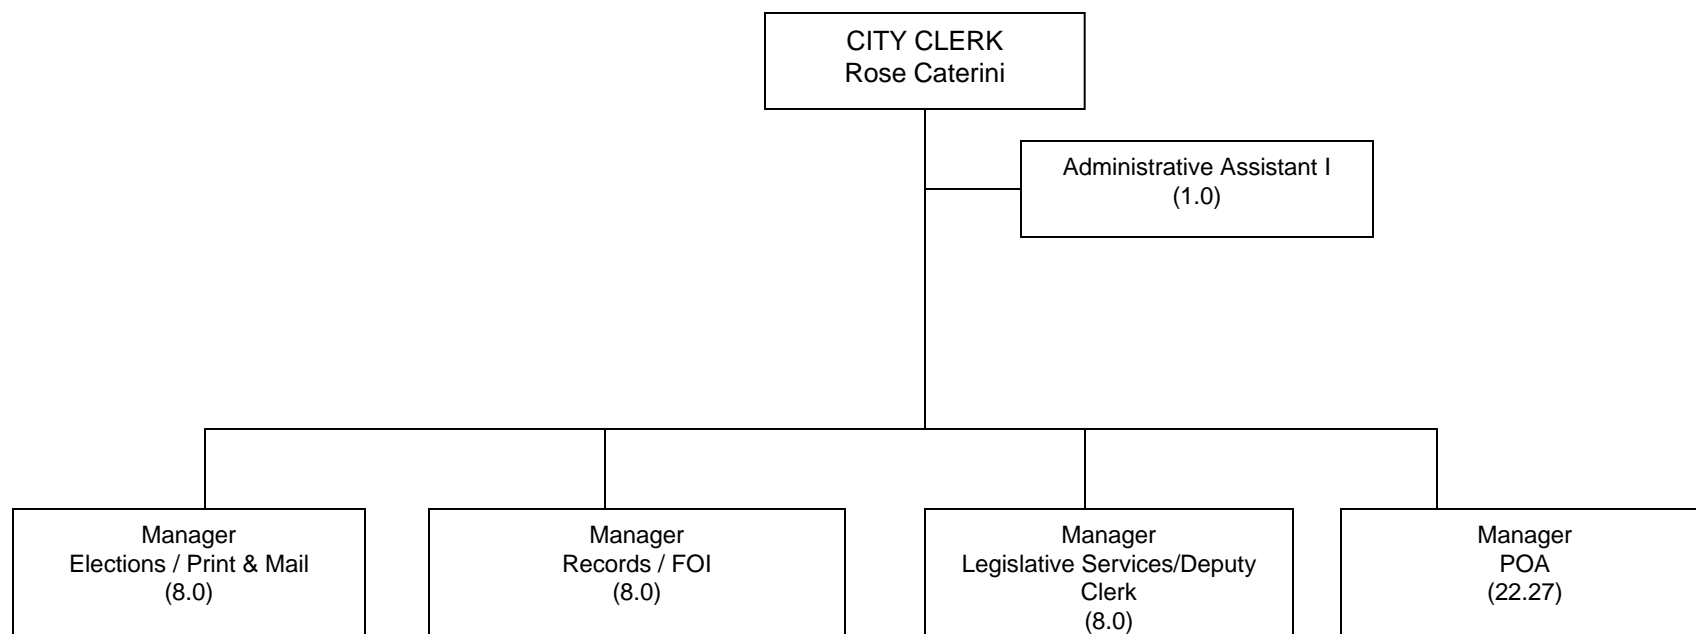 CITY CLERK
Rose Caterini
Administrative Assistant I
(1.0)
Manager
Elections / Print & Mail
(8.0)
Manager
Records / FOI
(8.0)
Manager
Legislative Services/Deputy
Clerk
(8.0)
Manager
POA
(22.27)